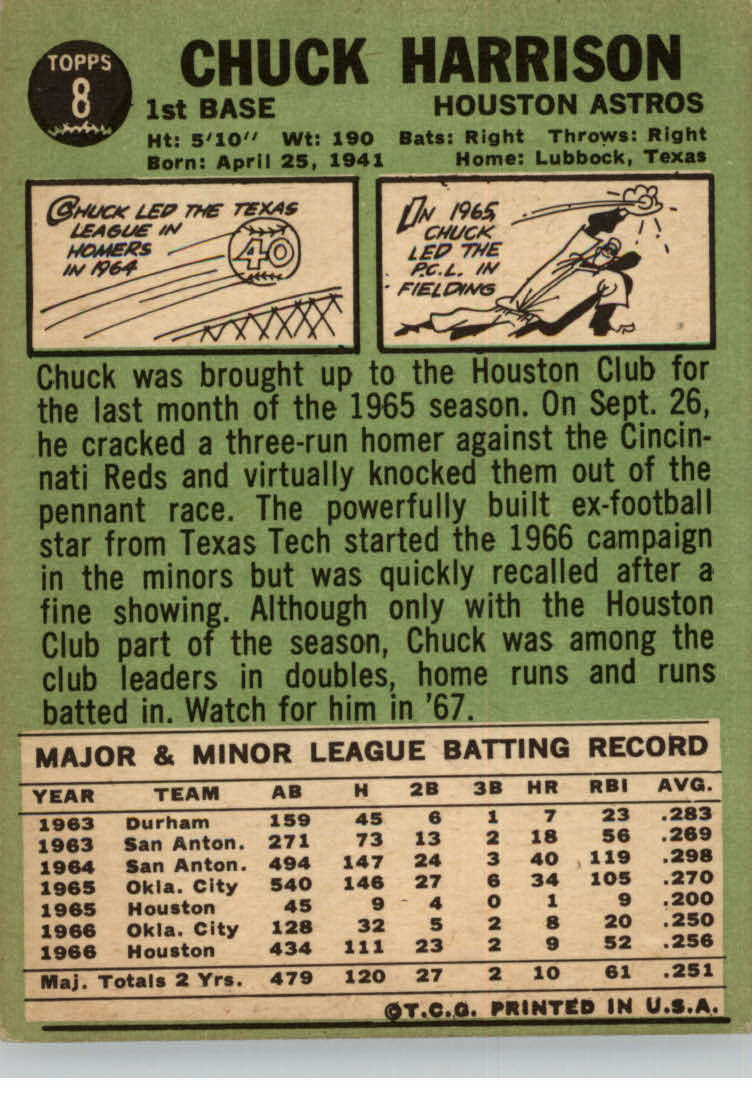 TOPPS
8
CHUCK HARRISON
1st BASE HOUSTON ASTROS
Ht: 5'10" Wt: 190 Bats: Right Throws: Right
Born: April 25, 1941 Home: Lubbock, Texas
CHUCK LED THE TEXAS
LEAGUE IN
HOMERS
IN 1964
40
IN 1965,
CHUCK
LED THE
P.C.L. IN
FIELDING
Chuck was brought up to the Houston Club for
the last month of the 1965 season. On Sept. 26,
he cracked a three-run homer against the Cincin-
nati Reds and virtually knocked them out of the
pennant race. The powerfully built ex-football
star from Texas Tech started the 1966 campaign
in the minors but was quickly recalled after a
fine showing. Although only with the Houston
Club part of the season, Chuck was among the
club leaders in doubles, home runs and runs
batted in. Watch for him in '67.
MAJOR & MINOR LEAGUE BATTING RECORD
YEAR TEAM AB H 2B 3B HR RBI AVG.
1963 Durham 159 45 6 1 7 23 .283
1963 San Anton. 271 73 13 2 18 56 .269
1964 San Anton. 494 147 24 3 40 119 .298
1965 Okla. City 540 146 27 6 34 105 .270
1965 Houston 45 9 4 0 1 9 .200
1966 Okla. City 128 32 5 2 8 20 .250
1966 Houston 434 111 23 2 9 52 .256
Maj. Totals 2 Yrs. 479 120 27 2 10 61 .251
©T.C.G. PRINTED IN U.S.A.